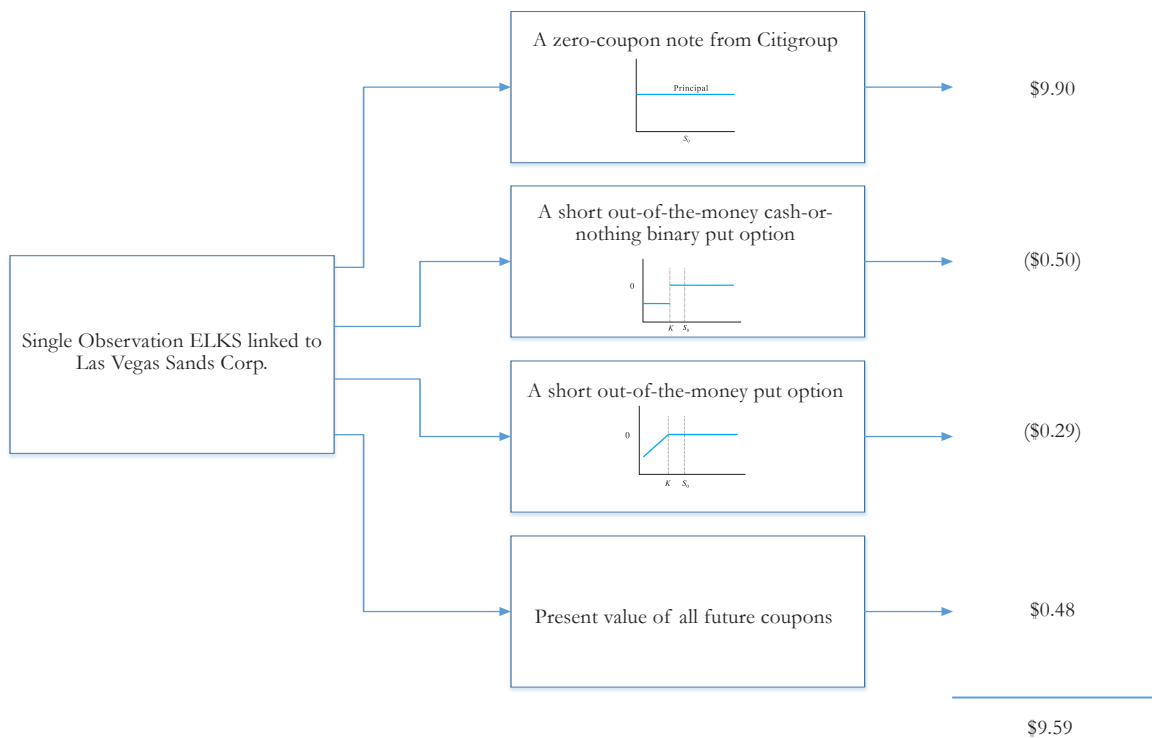 A zero-coupon note from Citigroup
Principal
S₀
$9.90
A short out-of-the-money cash-or-
nothing binary put option
0
K S₀
($0.50)
Single Observation ELKS linked to
Las Vegas Sands Corp.
A short out-of-the-money put option
0
K S₀
($0.29)
Present value of all future coupons
$0.48
$9.59